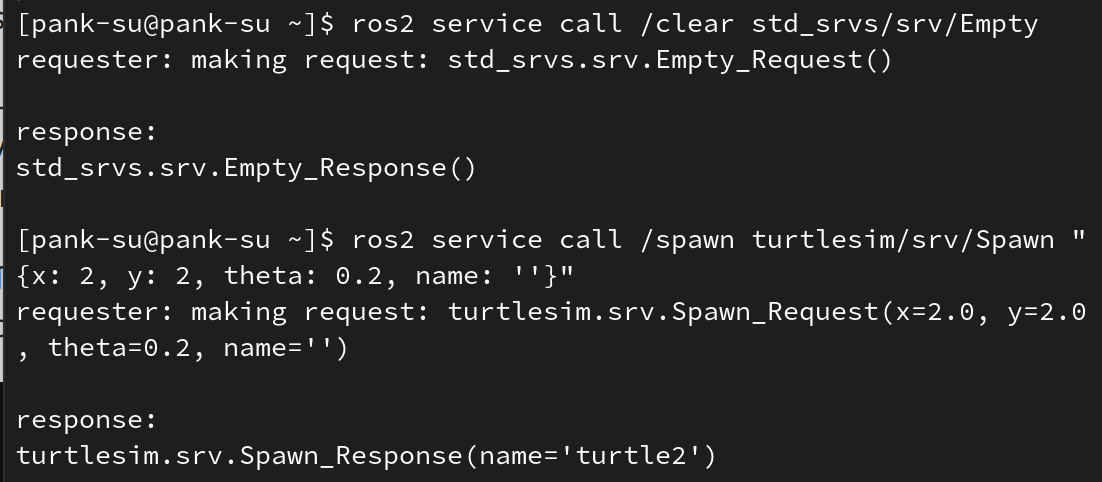 [pank-su@pank-su ~]$ ros2 service call /clear std_srvs/srv/Empty
requester: making request: std_srvs.srv.Empty_Request()
response:
std_srvs.srv.Empty_Response()
[pank-su@pank-su ~]$ ros2 service call /spawn turtlesim/srv/Spawn "
{x: 2, y: 2, theta: 0.2, name: ''}"
requester: making request: turtlesim.srv.Spawn_Request(x=2.0, y=2.0
, theta=0.2, name='')
response:
turtlesim.srv.Spawn_Response(name='turtle2')